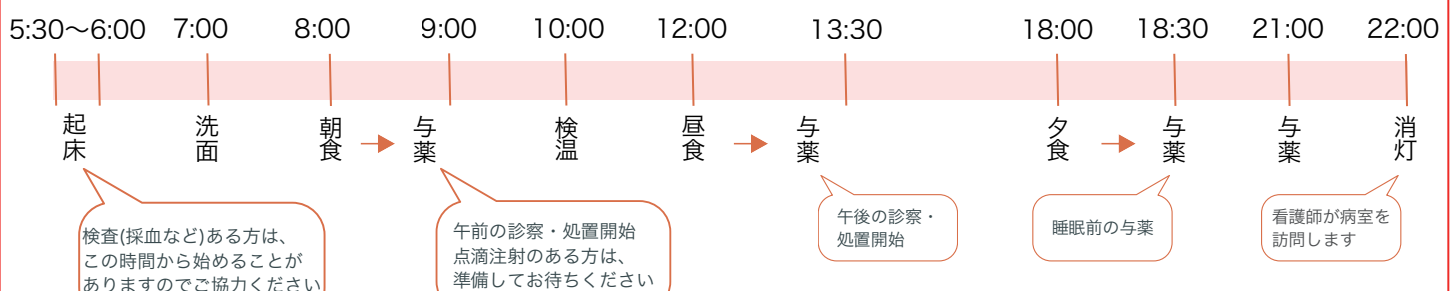 5:30〜6:00 7:00 8:00 9:00 10:00 12:00 13:30 18:00 18:30 21:00 22:00
起床 洗面 朝食 与薬 検温 昼食 与薬 夕食 与薬 与薬 消灯
検査(採血など)ある方は、
この時間から始めることが
ありますのでご協力ください
午前の診察・処置開始
点滴注射のある方は、
準備してお待ちください
午後の診察・
処置開始
睡眠前の与薬
看護師が病室を
訪問します